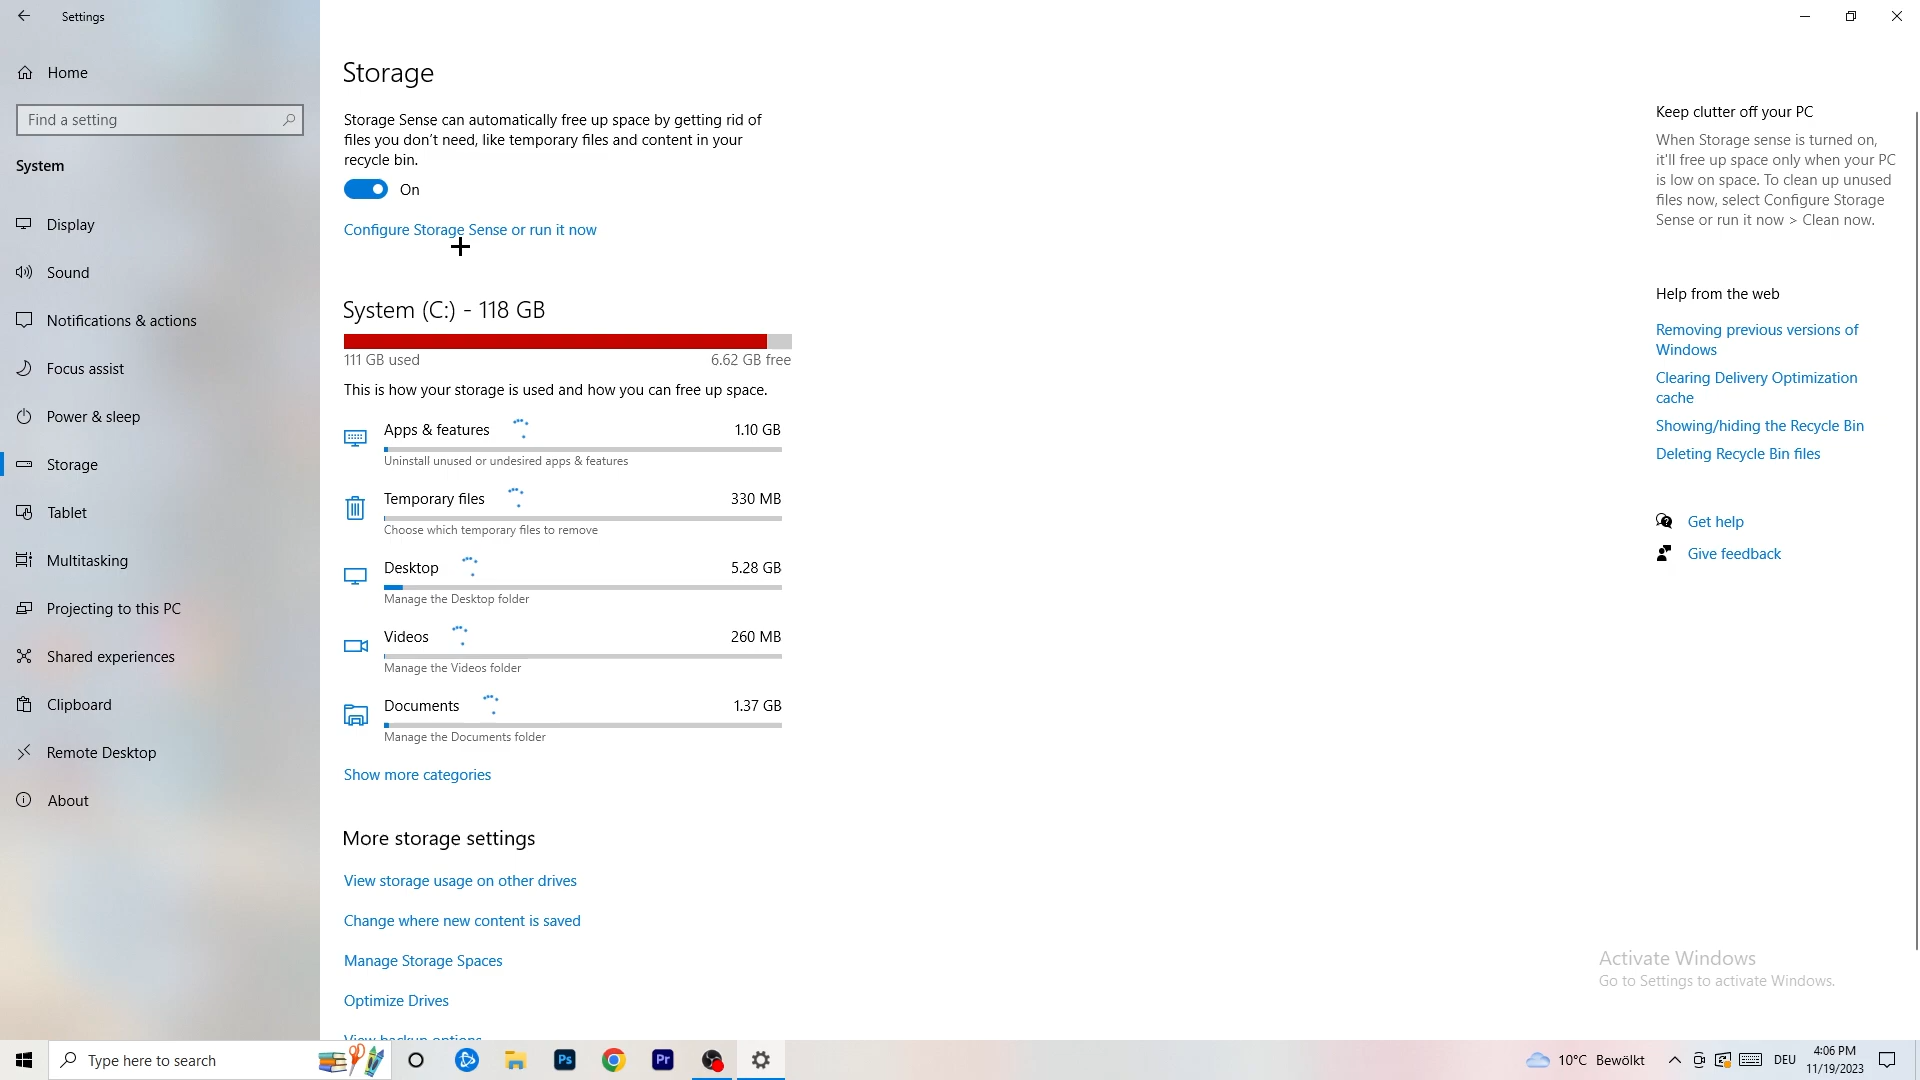 Settings
Home
Find a setting
System
Display
Sound
Notifications & actions
Focus assist
Power & sleep
Storage
Tablet
Multitasking
Projecting to this PC
Shared experiences
Clipboard
Remote Desktop
About
Storage
Storage Sense can automatically free up space by getting rid of
files you don’t need, like temporary files and content in your
recycle bin.
On
Configure Storage Sense or run it now
System (C:) - 118 GB
111 GB used
6.62 GB free
This is how your storage is used and how you can free up space.
Apps & features 1.10 GB
Uninstall unused or undesired apps & features
Temporary files 330 MB
Choose which temporary files to remove
Desktop 5.28 GB
Manage the Desktop folder
Videos 260 MB
Manage the Videos folder
Documents 1.37 GB
Manage the Documents folder
Show more categories
More storage settings
View storage usage on other drives
Change where new content is saved
Manage Storage Spaces
Optimize Drives
View backup options
Keep clutter off your PC
When Storage sense is turned on,
it'll free up space only when your PC
is low on space. To clean up unused
files now, select Configure Storage
Sense or run it now > Clean now.
Help from the web
Removing previous versions of
Windows
Clearing Delivery Optimization
cache
Showing/hiding the Recycle Bin
Deleting Recycle Bin files
Get help
Give feedback
Activate Windows
Go to Settings to activate Windows.
Type here to search
Ps
Pr
10°C Bewölkt
DEU
4:06 PM
11/19/2023